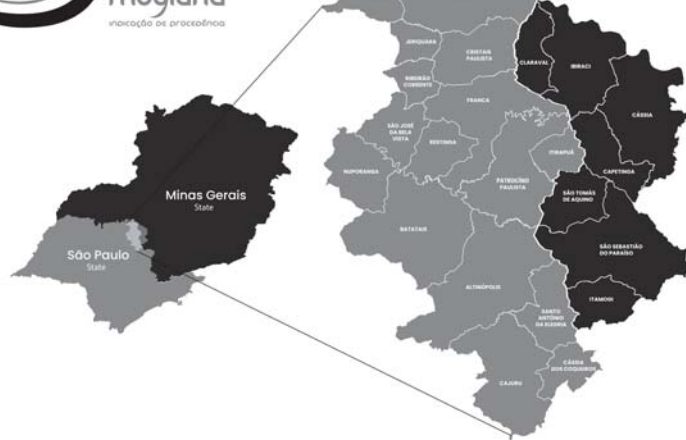 mogiana
INDICAÇÃO DE PROCEDÊNCIA
JERIQUARA
CRISTAIS
PAULISTA
CLARAVAL
IBIRACI
RIBEIRÃO
CORRENTE
FRANCA
CÁSSIA
SÃO JOSÉ
DA BELA
VISTA
RESTINGA
ITIRAPUÃ
NUPORANGA
PATROCÍNIO
PAULISTA
CAPETINGA
SÃO TOMÁS
DE AQUINO
Minas Gerais
State
BATATAIS
SÃO SEBASTIÃO
DO PARAÍSO
São Paulo
State
ALTINÓPOLIS
ITAMOGI
SANTO
ANTÔNIO
DA ALEGRIA
CÁSSIA
DOS COQUEIROS
CAJURU